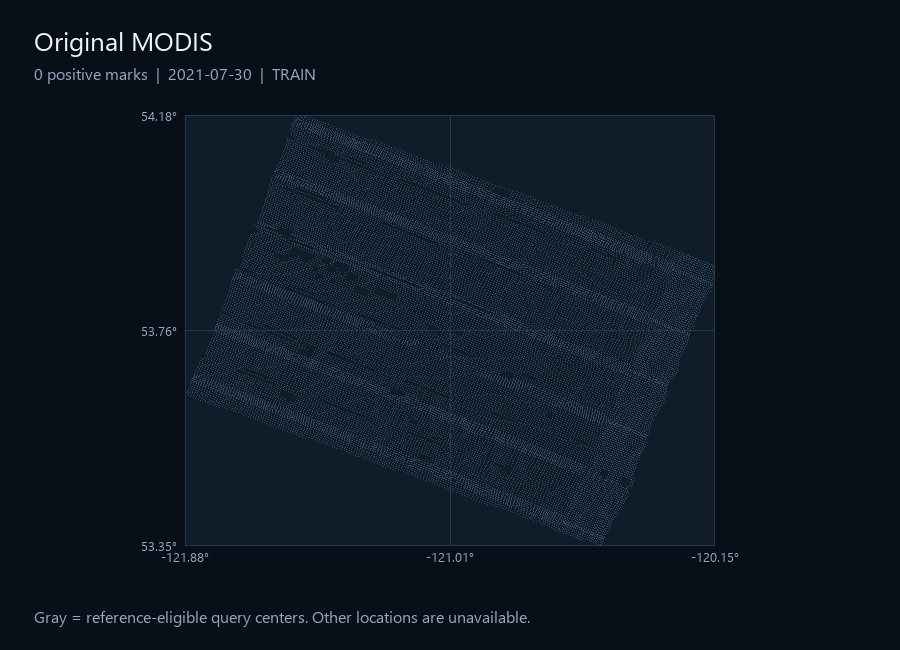 Original MODIS
0 positive marks | 2021-07-30 | TRAIN
54.18°
53.76°
53.35°
-121.88°
-121.01°
-120.15°
Gray = reference-eligible query centers. Other locations are unavailable.